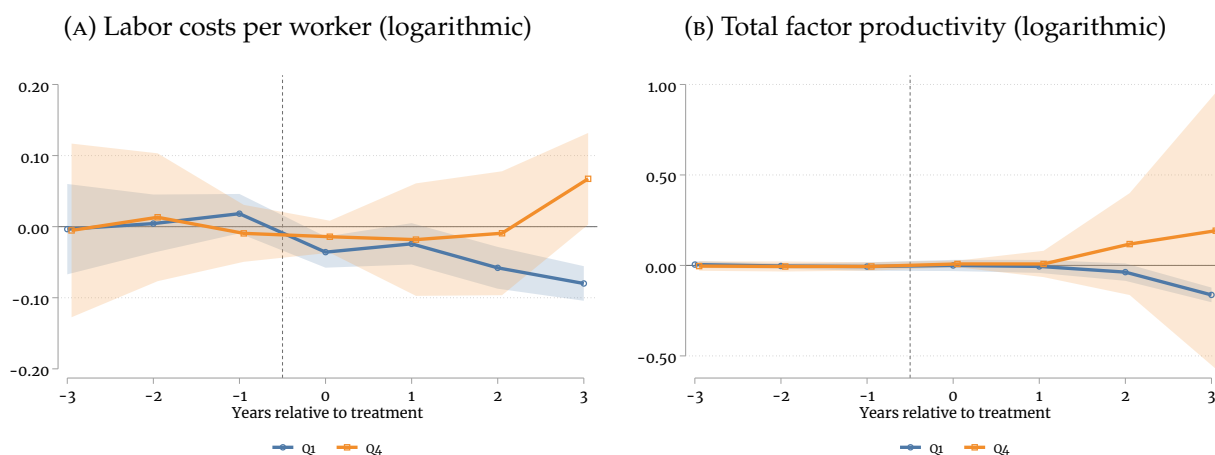 (A) Labor costs per worker (logarithmic)
0.20
0.10
0.00
-0.10
-0.20
-3 -2 -1 0 1 2 3
Years relative to treatment
Q1 Q4
(B) Total factor productivity (logarithmic)
1.00
0.50
0.00
-0.50
-3 -2 -1 0 1 2 3
Years relative to treatment
Q1 Q4